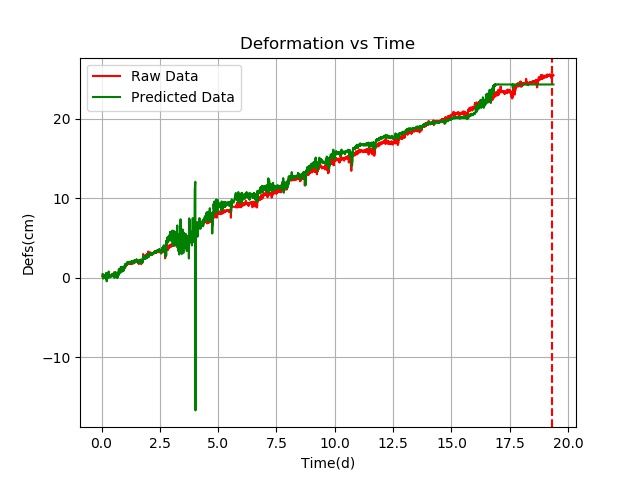 Deformation vs Time
Raw Data
Predicted Data
20
10
0
−10
Defs(cm)
0.0 2.5 5.0 7.5 10.0 12.5 15.0 17.5 20.0
Time(d)